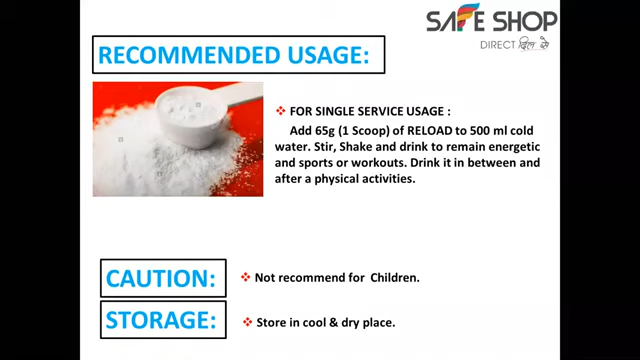 SAFE SHOP
DIRECT दिल से
RECOMMENDED USAGE:
❖ FOR SINGLE SERVICE USAGE :
Add 65g (1 Scoop) of RELOAD to 500 ml cold
water. Stir, Shake and drink to remain energetic
and sports or workouts. Drink it in between and
after a physical activities.
CAUTION:
❖ Not recommend for Children.
STORAGE:
❖ Store in cool & dry place.